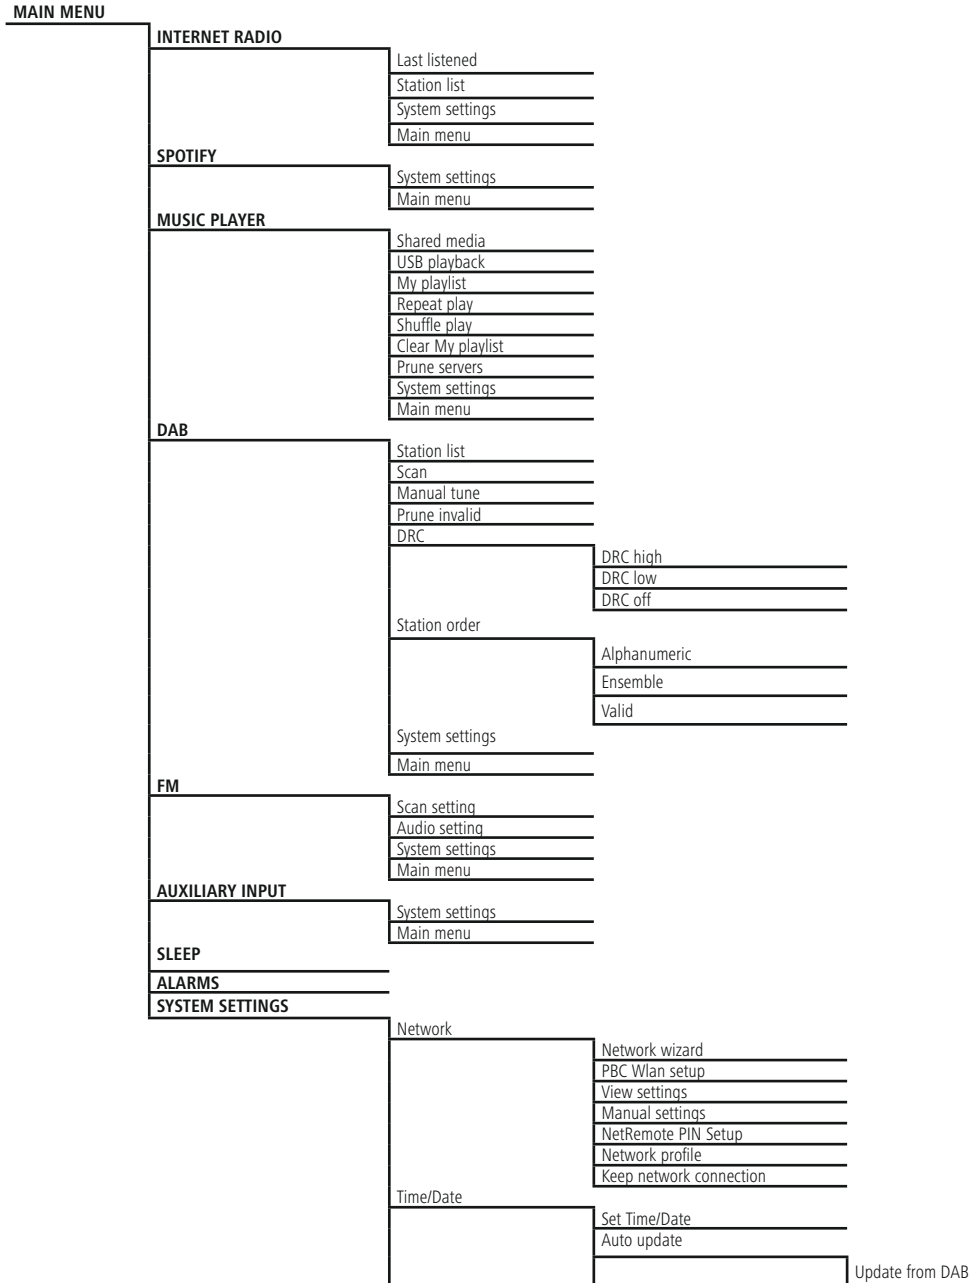 MAIN MENU
INTERNET RADIO
Last listened
Station list
System settings
Main menu
SPOTIFY
System settings
Main menu
MUSIC PLAYER
Shared media
USB playback
My playlist
Repeat play
Shuffle play
Clear My playlist
Prune servers
System settings
Main menu
DAB
Station list
Scan
Manual tune
Prune invalid
DRC
DRC high
DRC low
DRC off
Station order
Alphanumeric
Ensemble
Valid
System settings
Main menu
FM
Scan setting
Audio setting
System settings
Main menu
AUXILIARY INPUT
System settings
Main menu
SLEEP
ALARMS
SYSTEM SETTINGS
Network
Network wizard
PBC Wlan setup
View settings
Manual settings
NetRemote PIN Setup
Network profile
Keep network connection
Time/Date
Set Time/Date
Auto update
Update from DAB